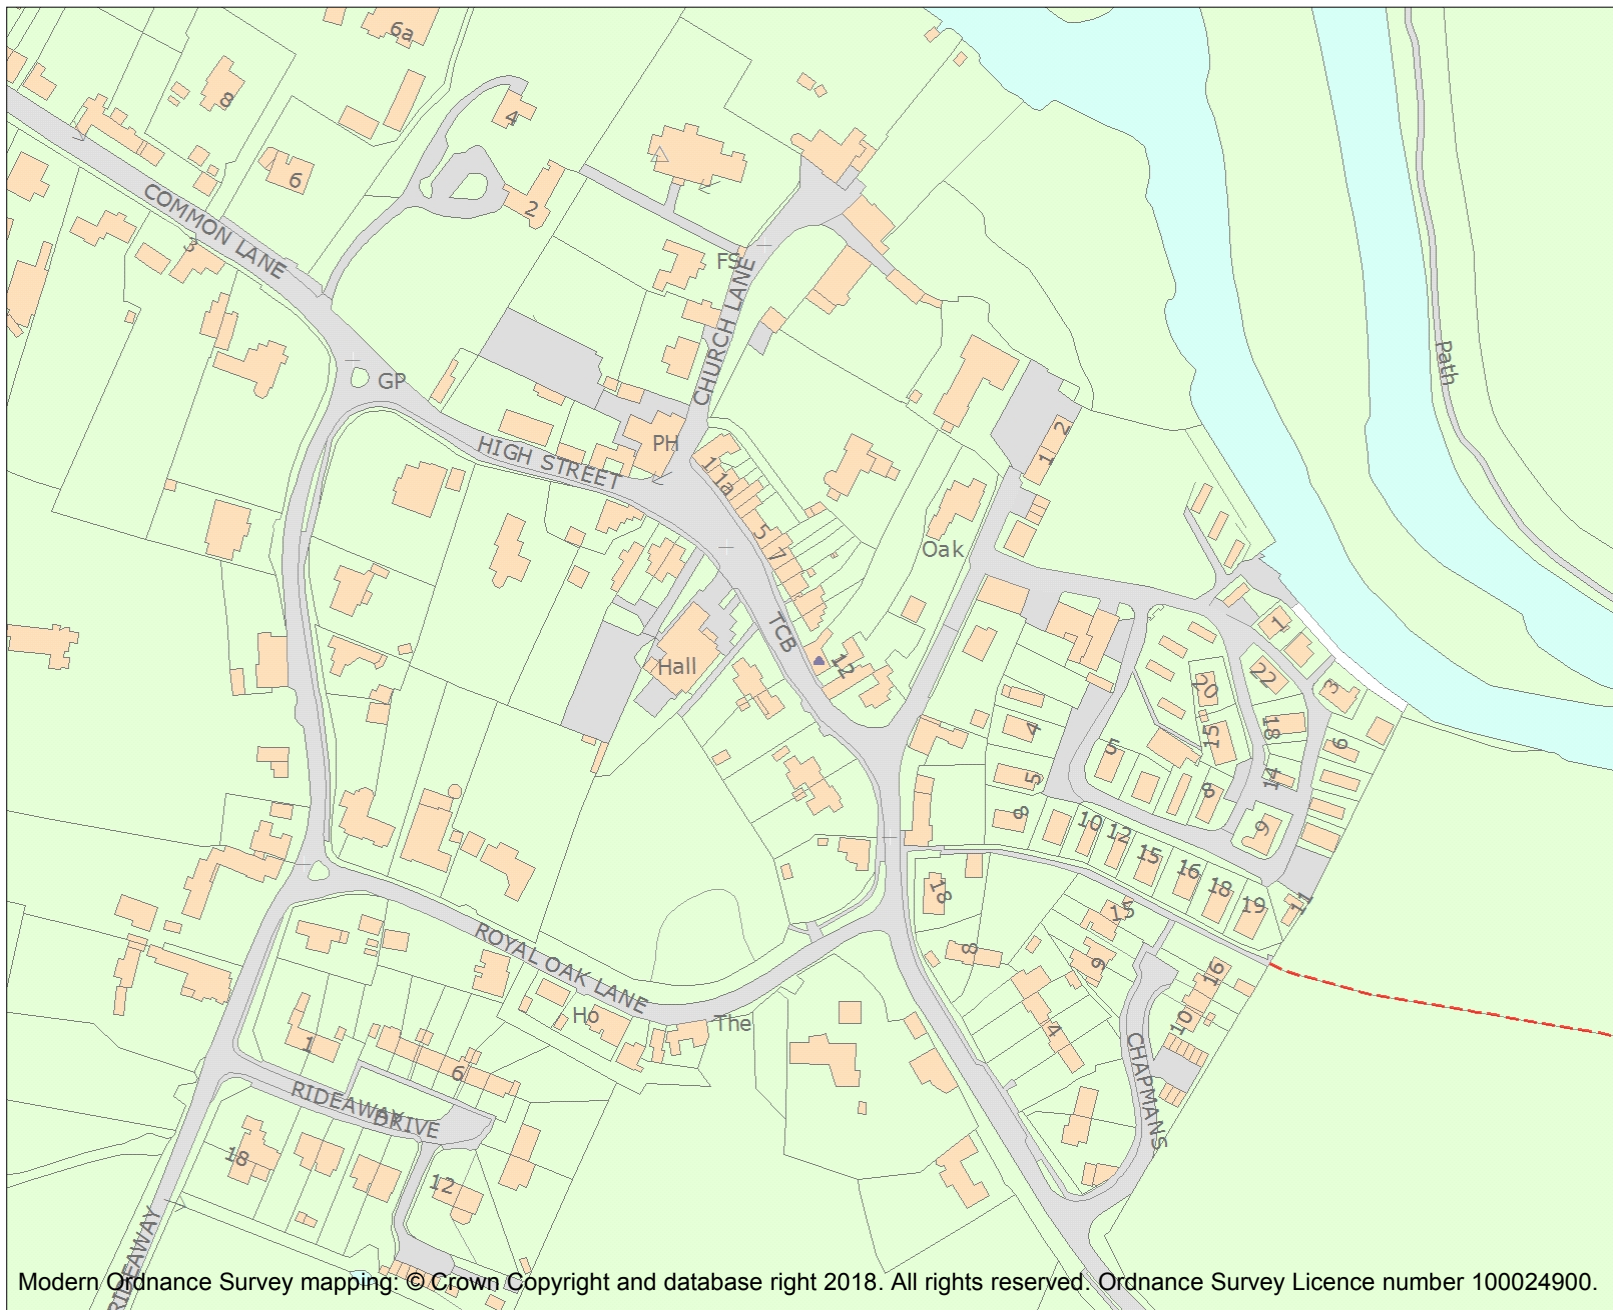 6a
8
4
6
2
COMMON LANE
3
FS
CHURCH LANE
Path
GP
HIGH STREET
PH
1
1a
5
7
2
1
Oak
TCB
12
Hall
1
22
3
20
15
18
14
6
4
5
5
8
8
9
10
12
15
16
18
19
11
18
15
8
9
16
4
10
CHAPMANS
ROYAL OAK LANE
Ho
The
1
6
RIDEAWAY
DRIVE
18
12
RIDEAWAY
Modern Ordnance Survey mapping: © Crown Copyright and database right 2018. All rights reserved. Ordnance Survey Licence number 100024900.